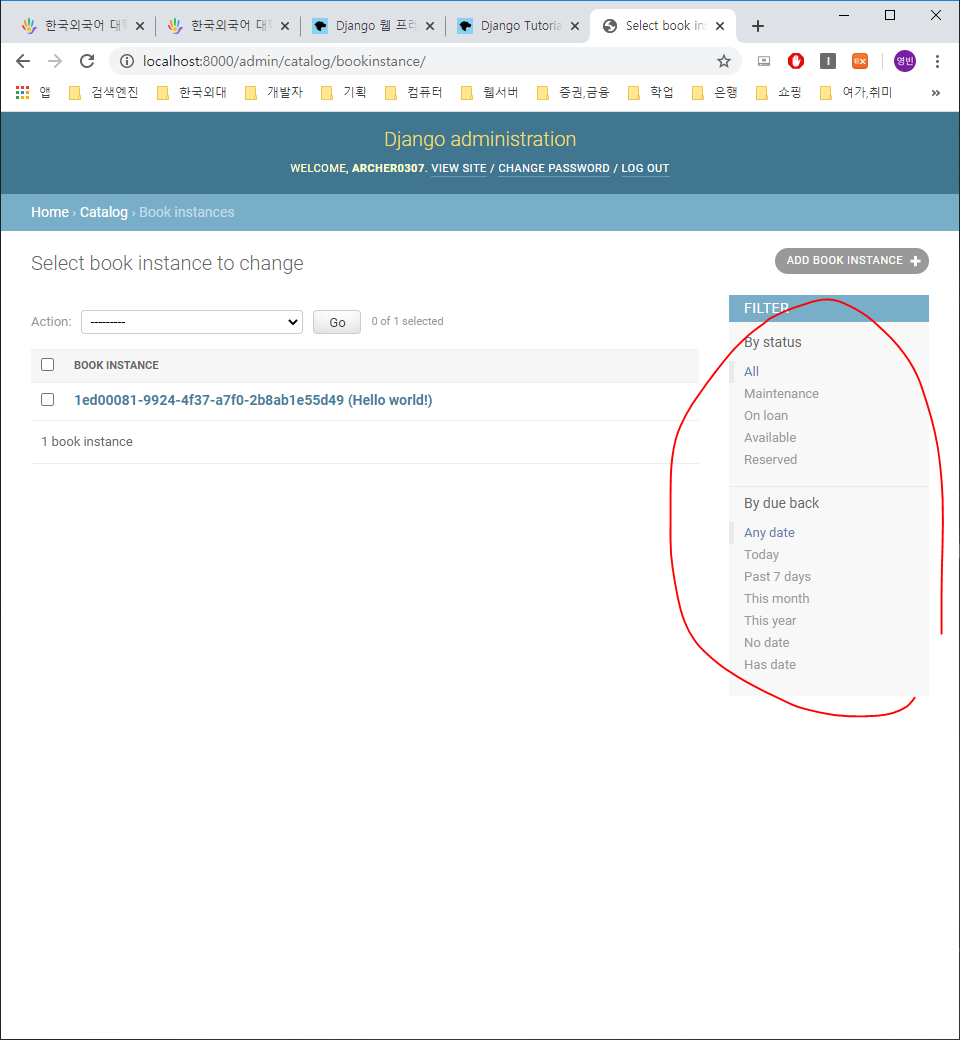 한국외국어 대학
한국외국어 대학
Django 웹 프레
Django Tutoria
Select book in
localhost:8000/admin/catalog/bookinstance/
영빈
앱 검색엔진 한국외대 개발자 기획 컴퓨터 웹서버 증권,금융 학업 은행 쇼핑 여가,취미 »
Django administration
WELCOME, ARCHER0307. VIEW SITE / CHANGE PASSWORD / LOG OUT
Home › Catalog › Book instances
Select book instance to change
ADD BOOK INSTANCE +
Action: --------- Go 0 of 1 selected
BOOK INSTANCE
1ed00081-9924-4f37-a7f0-2b8ab1e55d49 (Hello world!)
1 book instance
FILTER
By status
All
Maintenance
On loan
Available
Reserved
By due back
Any date
Today
Past 7 days
This month
This year
No date
Has date